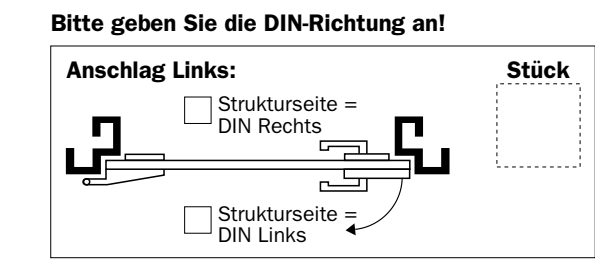 Bitte geben Sie die DIN-Richtung an!
Anschlag Links:
Stück
Strukturseite =
DIN Rechts
Strukturseite =
DIN Links